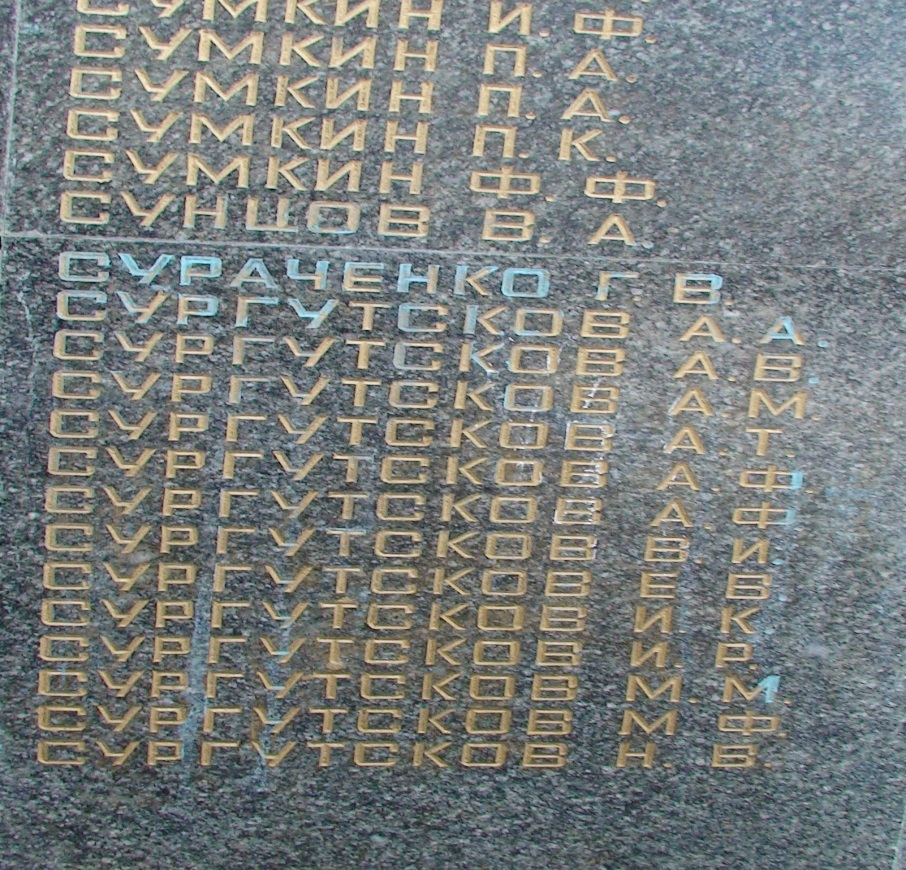 СУМКИН И. Ф.
СУМКИН П. А.
СУМКИН П. А.
СУМКИН П. К.
СУМКИН Ф. Ф.
СУНЦОВ В. А.
СУРАЧЕНКО Г. В.
СУРГУТСКОВ А. А.
СУРГУТСКОВ А. В.
СУРГУТСКОВ А. М.
СУРГУТСКОВ А. Т.
СУРГУТСКОВ А. Ф.
СУРГУТСКОВ А. Ф.
СУРГУТСКОВ В. И.
СУРГУТСКОВ Е. В.
СУРГУТСКОВ И. К.
СУРГУТСКОВ И. Р.
СУРГУТСКОВ М. М.
СУРГУТСКОВ М. Ф.
СУРГУТСКОВ Н. В.